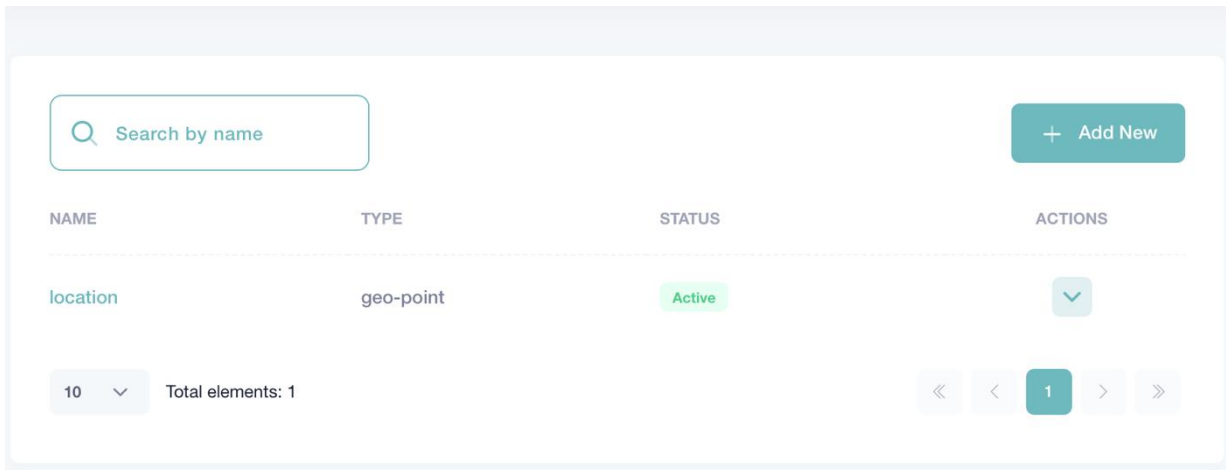 Search by name
+ Add New
NAME TYPE STATUS ACTIONS
location geo-point Active
10 Total elements: 1 1